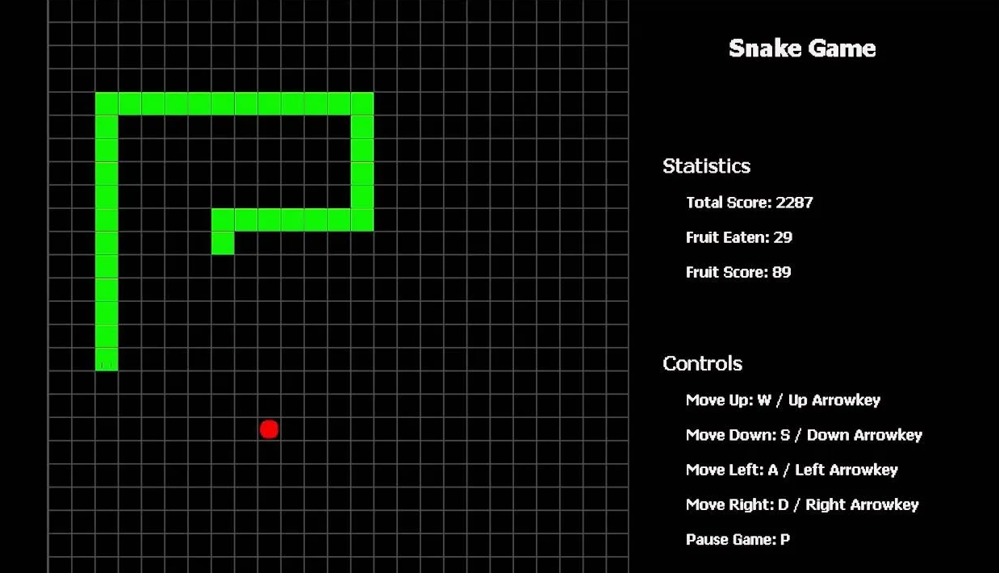 Snake Game
Statistics
Total Score: 2287
Fruit Eaten: 29
Fruit Score: 89
Controls
Move Up: W / Up Arrowkey
Move Down: S / Down Arrowkey
Move Left: A / Left Arrowkey
Move Right: D / Right Arrowkey
Pause Game: P